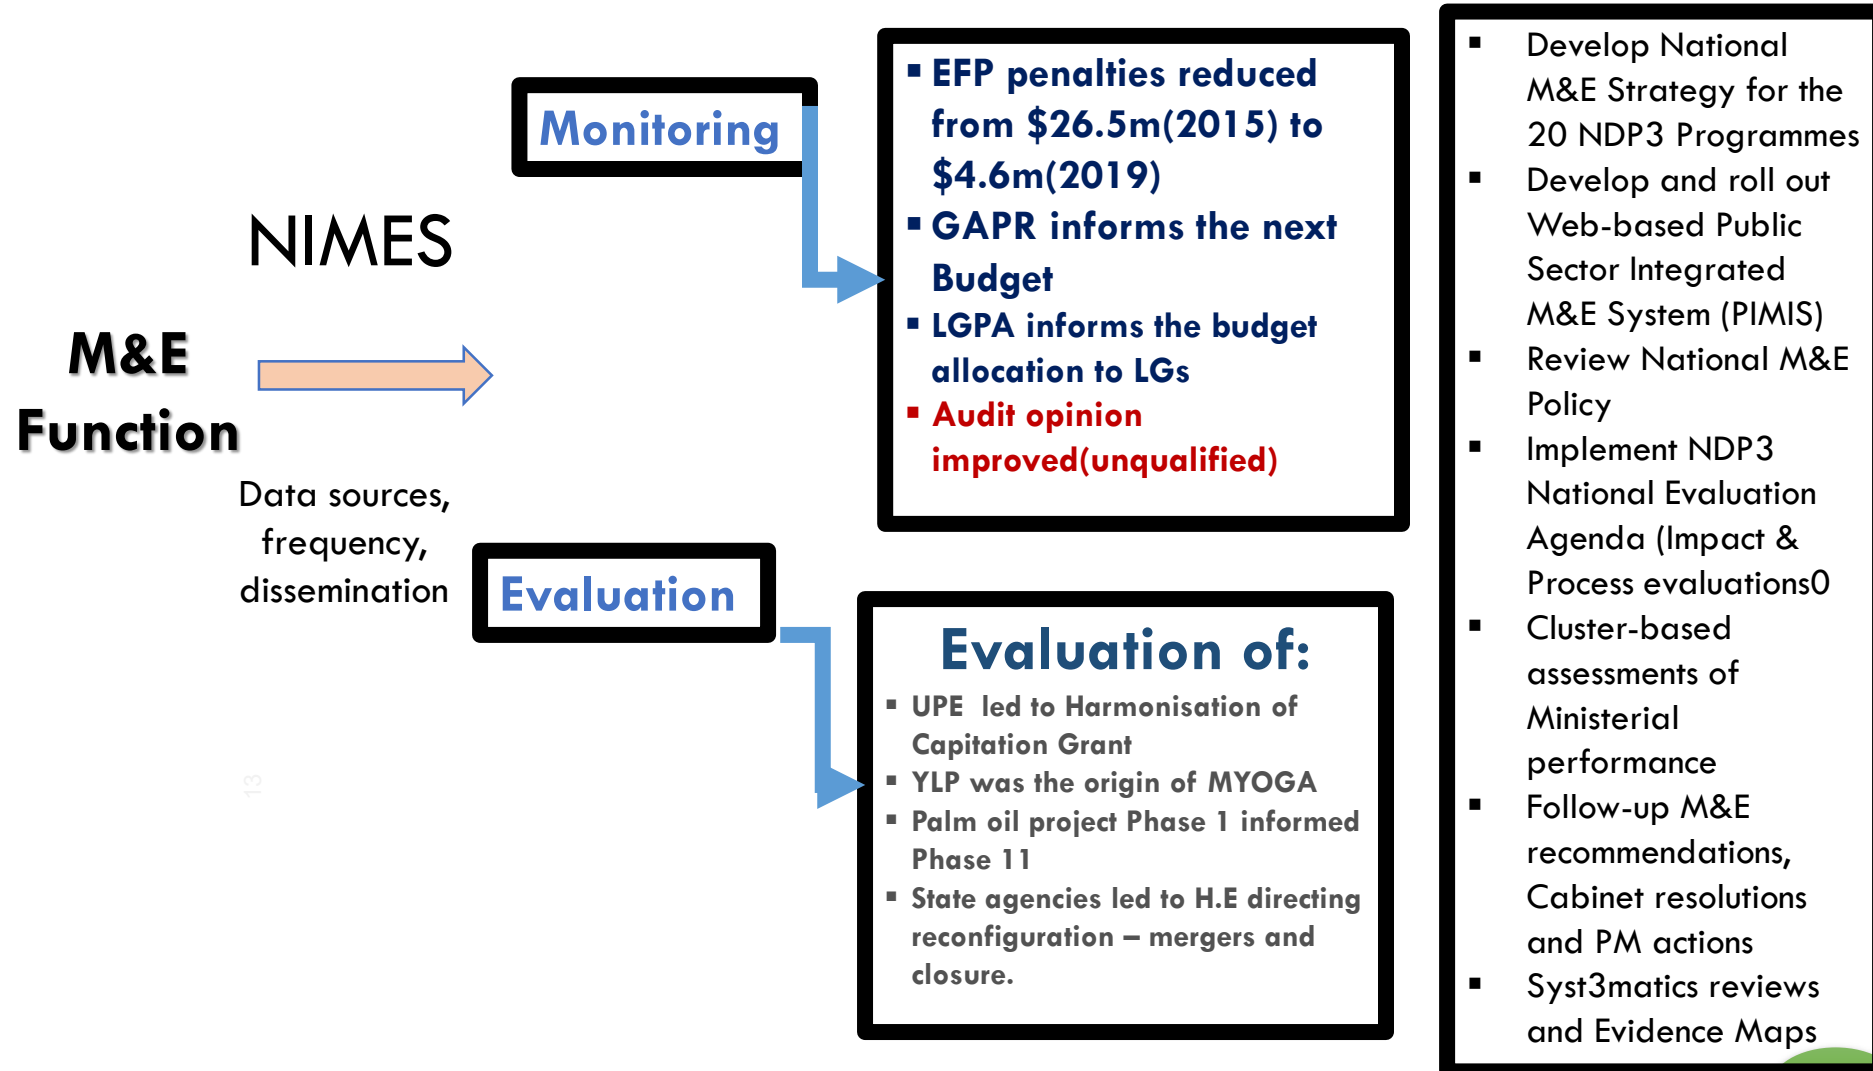 NIMES
M&E
Function
Data sources,
frequency,
dissemination
Monitoring
▪ EFP penalties reduced
from $26.5m(2015) to
$4.6m(2019)
▪ GAPR informs the next
Budget
▪ LGPA informs the budget
allocation to LGs
▪ Audit opinion
improved(unqualified)
Evaluation
Evaluation of:
▪ UPE led to Harmonisation of
Capitation Grant
▪ YLP was the origin of MYOGA
▪ Palm oil project Phase 1 informed
Phase 11
▪ State agencies led to H.E directing
reconfiguration – mergers and
closure.
▪ Develop National
M&E Strategy for the
20 NDP3 Programmes
▪ Develop and roll out
Web-based Public
Sector Integrated
M&E System (PIMIS)
▪ Review National M&E
Policy
▪ Implement NDP3
National Evaluation
Agenda (Impact &
Process evaluations0
▪ Cluster-based
assessments of
Ministerial
performance
▪ Follow-up M&E
recommendations,
Cabinet resolutions
and PM actions
▪ Syst3matics reviews
and Evidence Maps
13